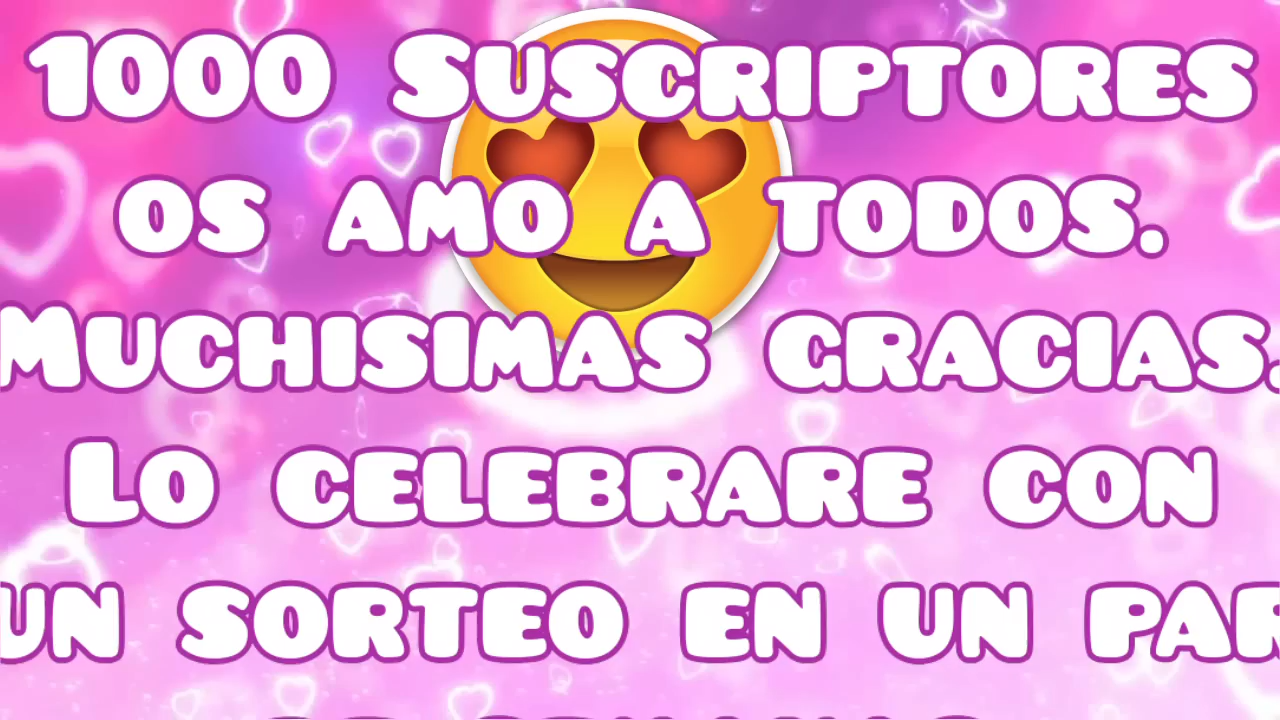 1000 Suscriptores
os amo a todos.
Muchisimas gracias.
Lo celebrare con
un sorteo en un par